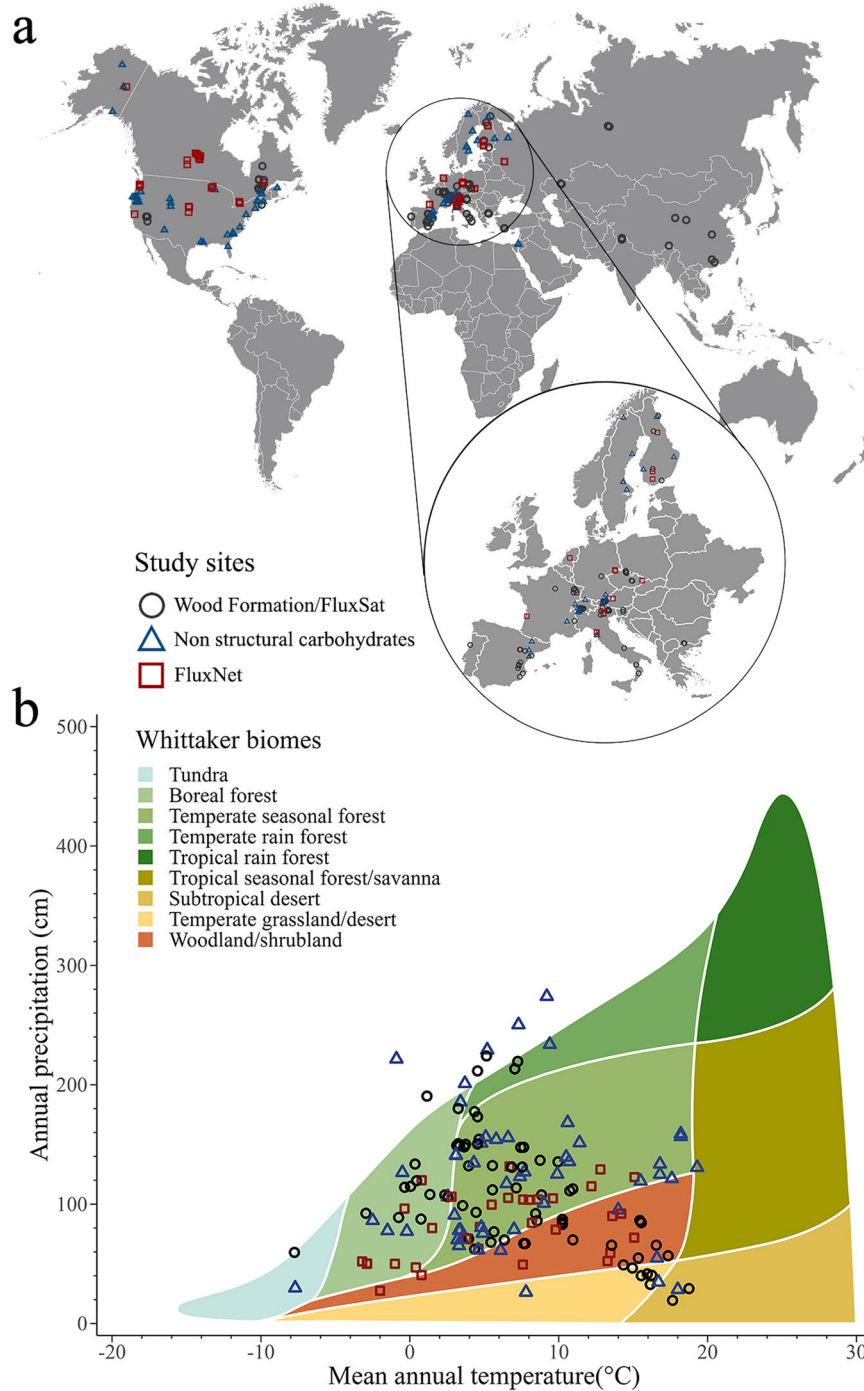 a
Study sites
Wood Formation/FluxSat
Non structural carbohydrates
FluxNet
b
Whittaker biomes
Tundra
Boreal forest
Temperate seasonal forest
Temperate rain forest
Tropical rain forest
Tropical seasonal forest/savanna
Subtropical desert
Temperate grassland/desert
Woodland/shrubland
Annual precipitation (cm)
500
400
300
200
100
0
-20
-10
0
10
20
30
Mean annual temperature(°C)